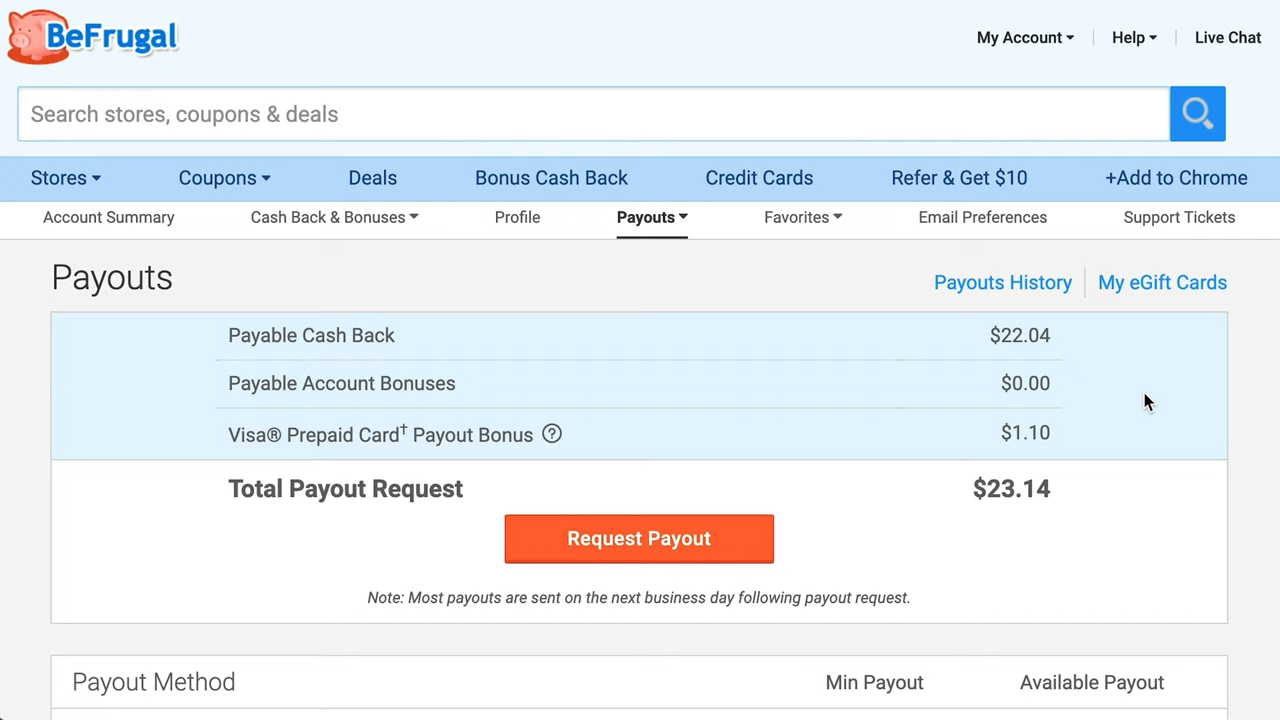 BeFrugal
My Account Help Live Chat
Search stores, coupons & deals
Stores Coupons Deals Bonus Cash Back Credit Cards Refer & Get $10 +Add to Chrome
Account Summary Cash Back & Bonuses Profile Payouts Favorites Email Preferences Support Tickets
Payouts
Payouts History My eGift Cards
Payable Cash Back $22.04
Payable Account Bonuses $0.00
Visa® Prepaid Card† Payout Bonus ? $1.10
Total Payout Request $23.14
Request Payout
Note: Most payouts are sent on the next business day following payout request.
Payout Method Min Payout Available Payout